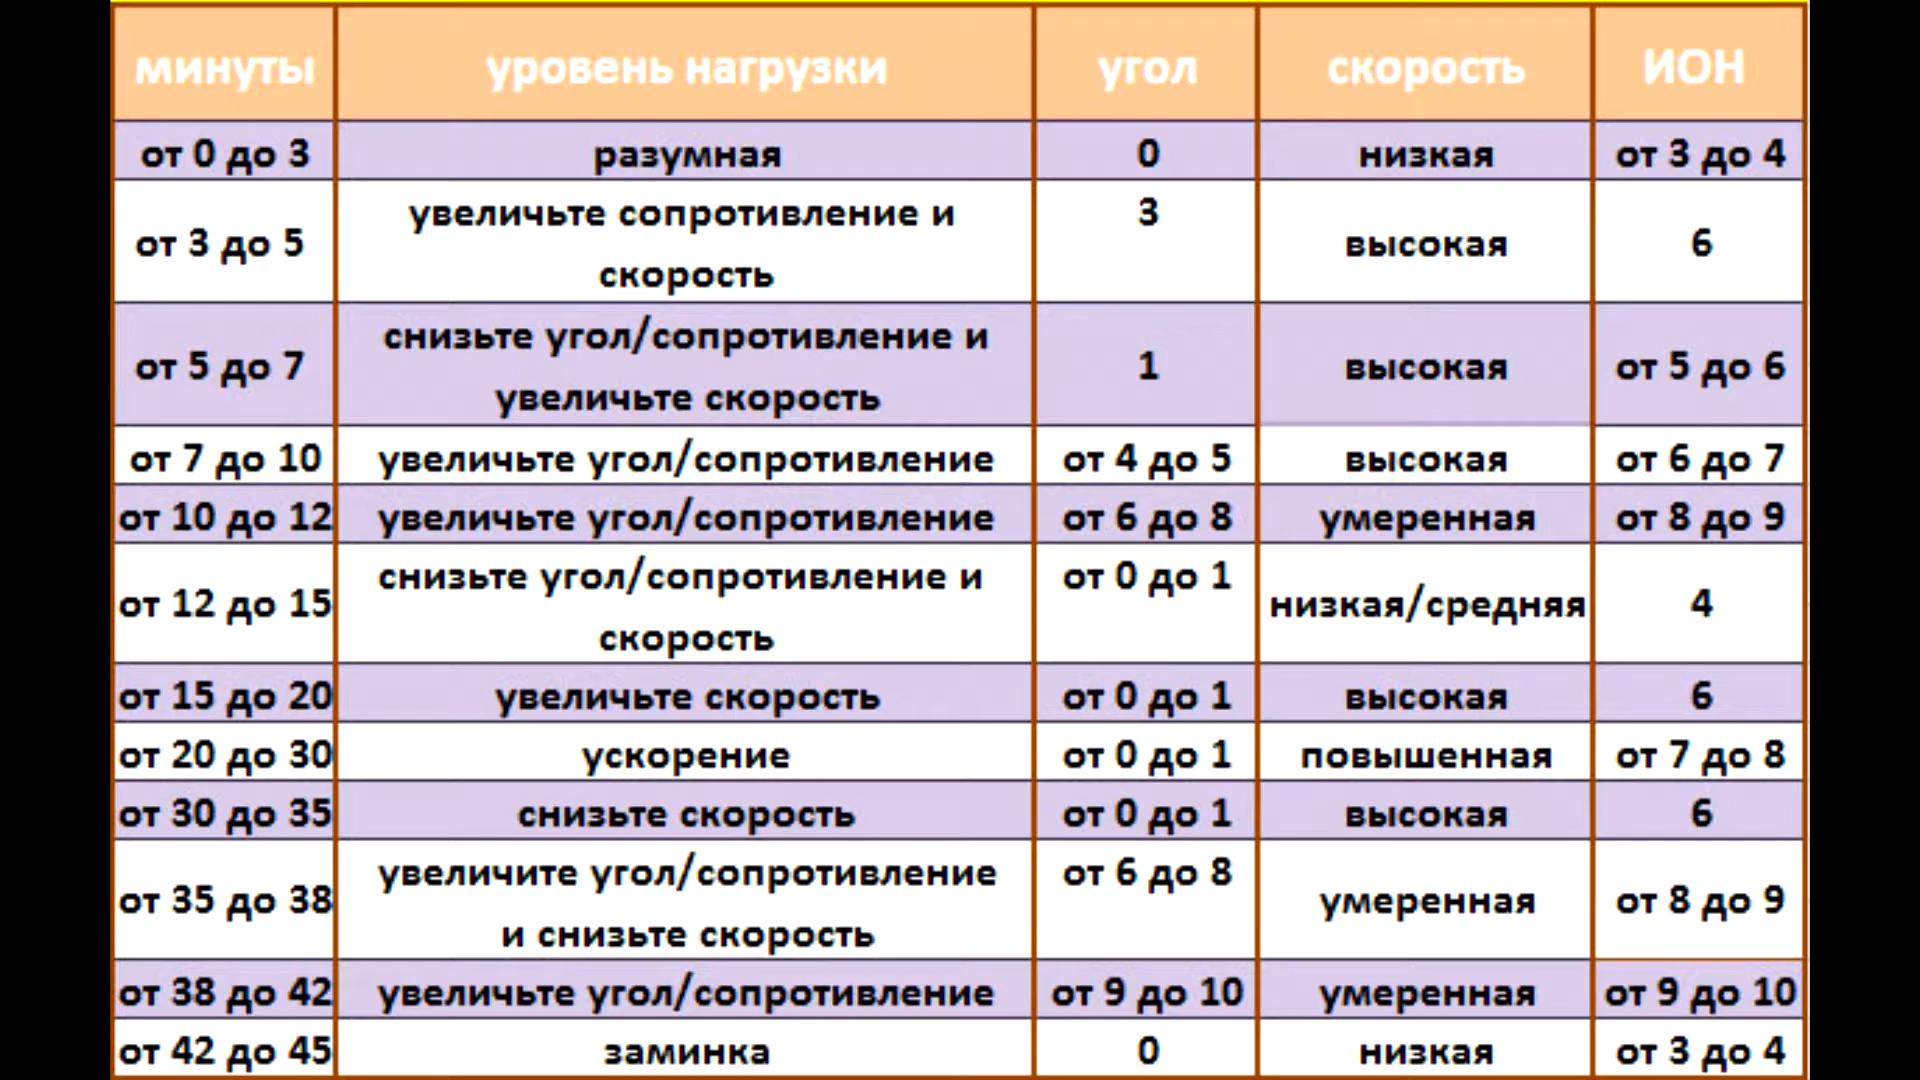 минуты уровень нагрузки угол скорость ИОН
от 0 до 3 разумная 0 низкая от 3 до 4
от 3 до 5 увеличьте сопротивление и скорость 3 высокая 6
от 5 до 7 снизьте угол/сопротивление и увеличьте скорость 1 высокая от 5 до 6
от 7 до 10 увеличьте угол/сопротивление от 4 до 5 высокая от 6 до 7
от 10 до 12 увеличьте угол/сопротивление от 6 до 8 умеренная от 8 до 9
от 12 до 15 снизьте угол/сопротивление и скорость от 0 до 1 низкая/средняя 4
от 15 до 20 увеличьте скорость от 0 до 1 высокая 6
от 20 до 30 ускорение от 0 до 1 повышенная от 7 до 8
от 30 до 35 снизьте скорость от 0 до 1 высокая 6
от 35 до 38 увеличите угол/сопротивление и снизьте скорость от 6 до 8 умеренная от 8 до 9
от 38 до 42 увеличьте угол/сопротивление от 9 до 10 умеренная от 9 до 10
от 42 до 45 заминка 0 низкая от 3 до 4